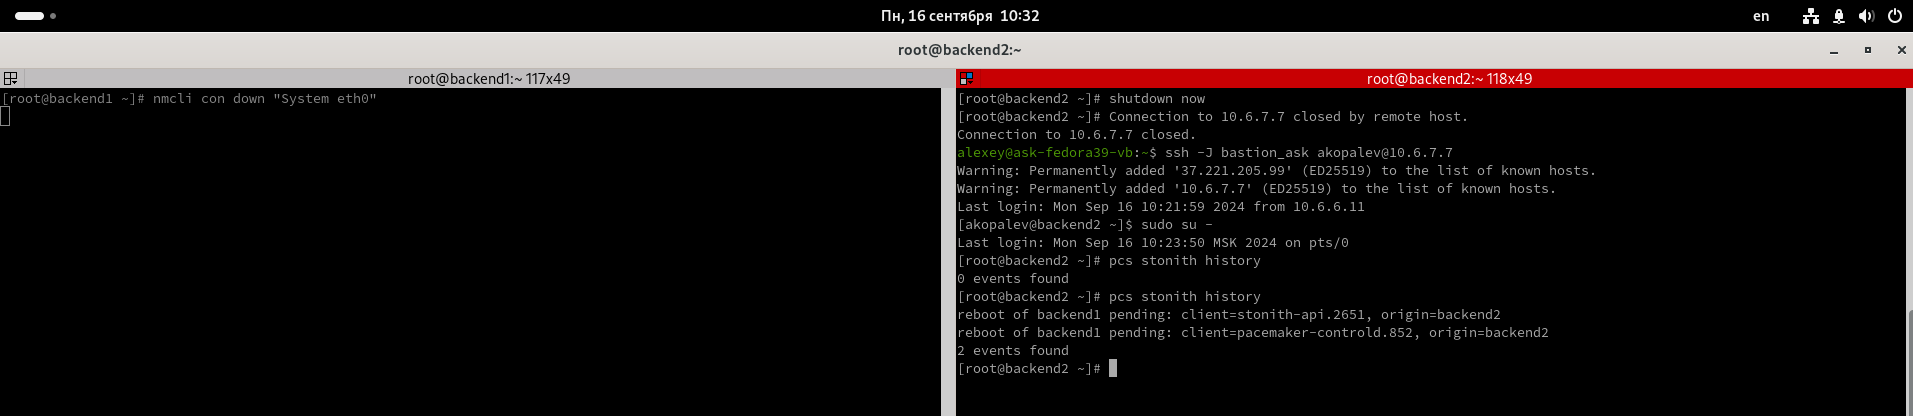 Пн, 16 сентября 10:32
en
root@backend2:~
root@backend1:~ 117x49
[root@backend1 ~]# nmcli con down "System eth0"
root@backend2:~ 118x49
[root@backend2 ~]# shutdown now
[root@backend2 ~]# Connection to 10.6.7.7 closed by remote host.
Connection to 10.6.7.7 closed.
alexey@ask-fedora39-vb:~$ ssh -J bastion_ask akopalev@10.6.7.7
Warning: Permanently added '37.221.205.99' (ED25519) to the list of known hosts.
Warning: Permanently added '10.6.7.7' (ED25519) to the list of known hosts.
Last login: Mon Sep 16 10:21:59 2024 from 10.6.6.11
[akopalev@backend2 ~]$ sudo su -
Last login: Mon Sep 16 10:23:50 MSK 2024 on pts/0
[root@backend2 ~]# pcs stonith history
0 events found
[root@backend2 ~]# pcs stonith history
reboot of backend1 pending: client=stonith-api.2651, origin=backend2
reboot of backend1 pending: client=pacemaker-controld.852, origin=backend2
2 events found
[root@backend2 ~]#